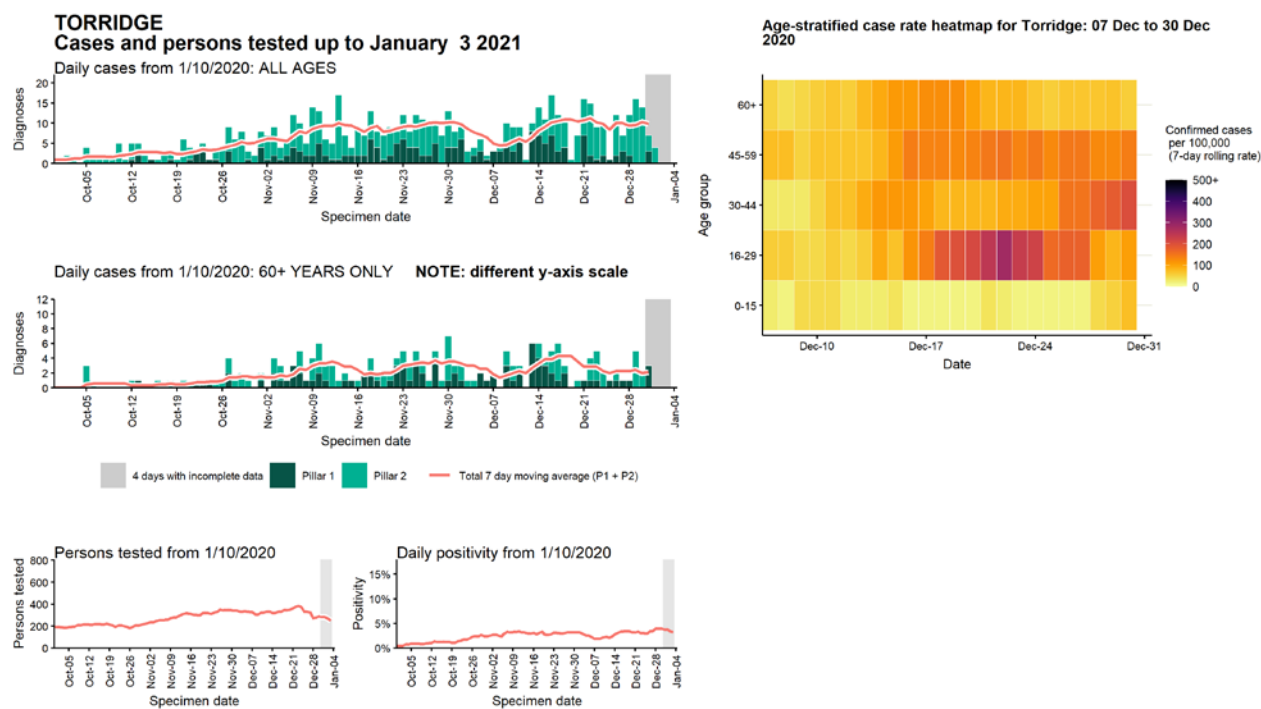 TORRIDGE
Cases and persons tested up to January 3 2021
Daily cases from 1/10/2020: ALL AGES
Diagnoses
20
15
10
5
0
Oct-05 Oct-12 Oct-19 Oct-26 Nov-02 Nov-09 Nov-16 Nov-23 Nov-30 Dec-07 Dec-14 Dec-21 Dec-28 Jan-04
Specimen date
Daily cases from 1/10/2020: 60+ YEARS ONLY NOTE: different y-axis scale
Diagnoses
12
10
8
6
4
2
0
Oct-05 Oct-12 Oct-19 Oct-26 Nov-02 Nov-09 Nov-16 Nov-23 Nov-30 Dec-07 Dec-14 Dec-21 Dec-28 Jan-04
Specimen date
4 days with incomplete data Pillar 1 Pillar 2 Total 7 day moving average (P1 + P2)
Persons tested from 1/10/2020
Persons tested
800
600
400
200
0
Oct-05 Oct-12 Oct-19 Oct-26 Nov-02 Nov-09 Nov-16 Nov-23 Nov-30 Dec-07 Dec-14 Dec-21 Dec-28 Jan-04
Specimen date
Daily positivity from 1/10/2020
Positivity
15%
10%
5%
0%
Oct-05 Oct-12 Oct-19 Oct-26 Nov-02 Nov-09 Nov-16 Nov-23 Nov-30 Dec-07 Dec-14 Dec-21 Dec-28 Jan-04
Specimen date
Age-stratified case rate heatmap for Torridge: 07 Dec to 30 Dec
2020
Age group
60+
45-59
30-44
16-29
0-15
Dec-10 Dec-17 Dec-24 Dec-31
Date
Confirmed cases
per 100,000
(7-day rolling rate)
500+
400
300
200
100
0